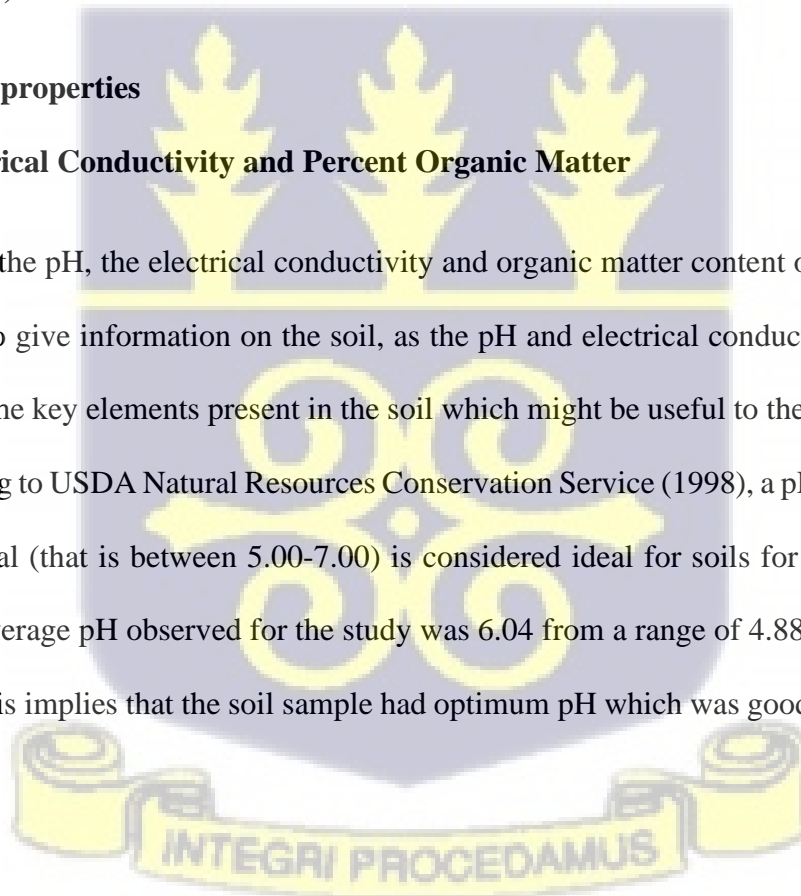 properties
rical Conductivity and Percent Organic Matter
the pH, the electrical conductivity and organic matter content o
o give information on the soil, as the pH and electrical conduc
ne key elements present in the soil which might be useful to the
g to USDA Natural Resources Conservation Service (1998), a pl
al (that is between 5.00-7.00) is considered ideal for soils for
verage pH observed for the study was 6.04 from a range of 4.88
is implies that the soil sample had optimum pH which was good
INTEGRI PROCEDAMUS